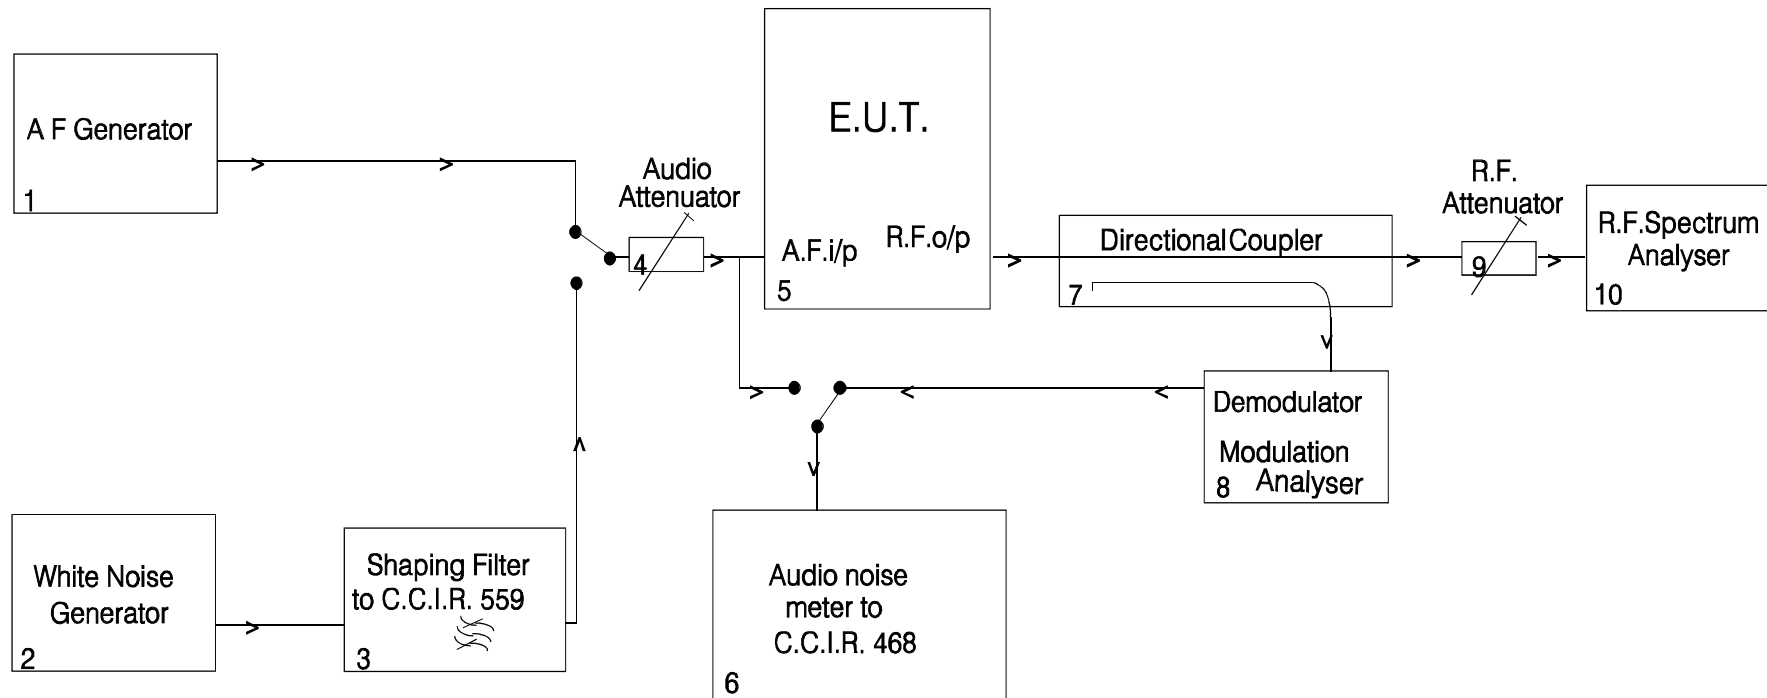 A F Generator
1
Audio
Attenuator
4
E.U.T.
A.F.i/p
R.F.o/p
5
Directional Coupler
7
R.F.
Attenuator
9
R.F.Spectrum
Analyser
10
Demodulator
Modulation
Analyser
8
White Noise
Generator
2
Shaping Filter
to C.C.I.R. 559
3
Audio noise
meter to
C.C.I.R. 468
6